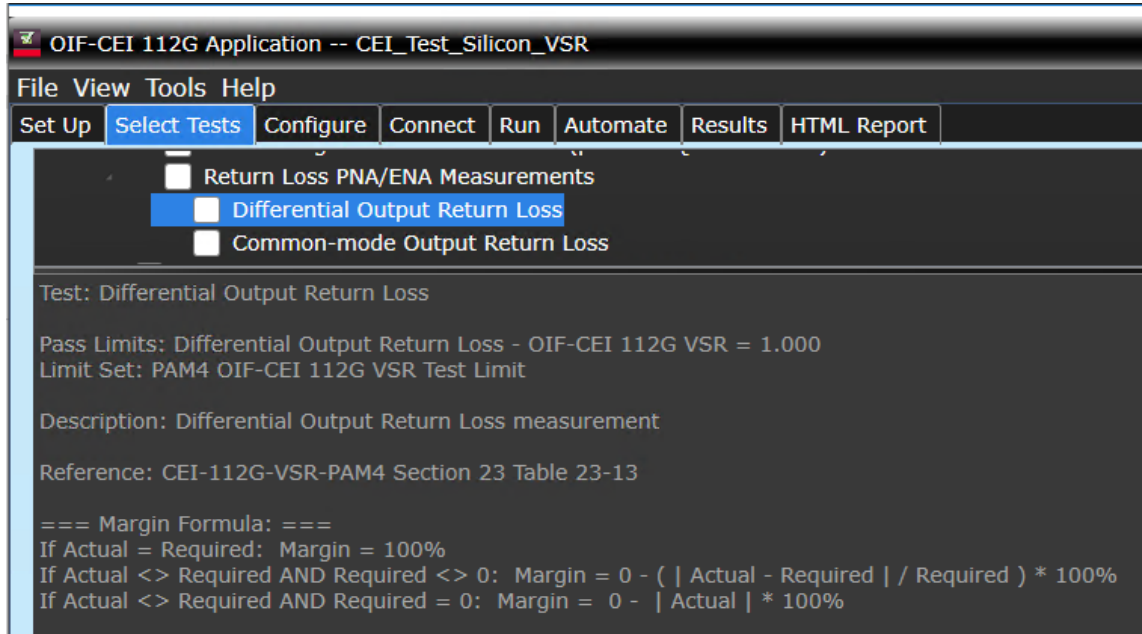 OIF-CEI 112G Application -- CEI_Test_Silicon_VSR
File View Tools Help
Set Up Select Tests Configure Connect Run Automate Results HTML Report
Return Loss PNA/ENA Measurements
Differential Output Return Loss
Common-mode Output Return Loss
Test: Differential Output Return Loss
Pass Limits: Differential Output Return Loss - OIF-CEI 112G VSR = 1.000
Limit Set: PAM4 OIF-CEI 112G VSR Test Limit
Description: Differential Output Return Loss measurement
Reference: CEI-112G-VSR-PAM4 Section 23 Table 23-13
=== Margin Formula: ===
If Actual = Required: Margin = 100%
If Actual <> Required AND Required <> 0: Margin = 0 - ( | Actual - Required | / Required ) * 100%
If Actual <> Required AND Required = 0: Margin = 0 - | Actual | * 100%